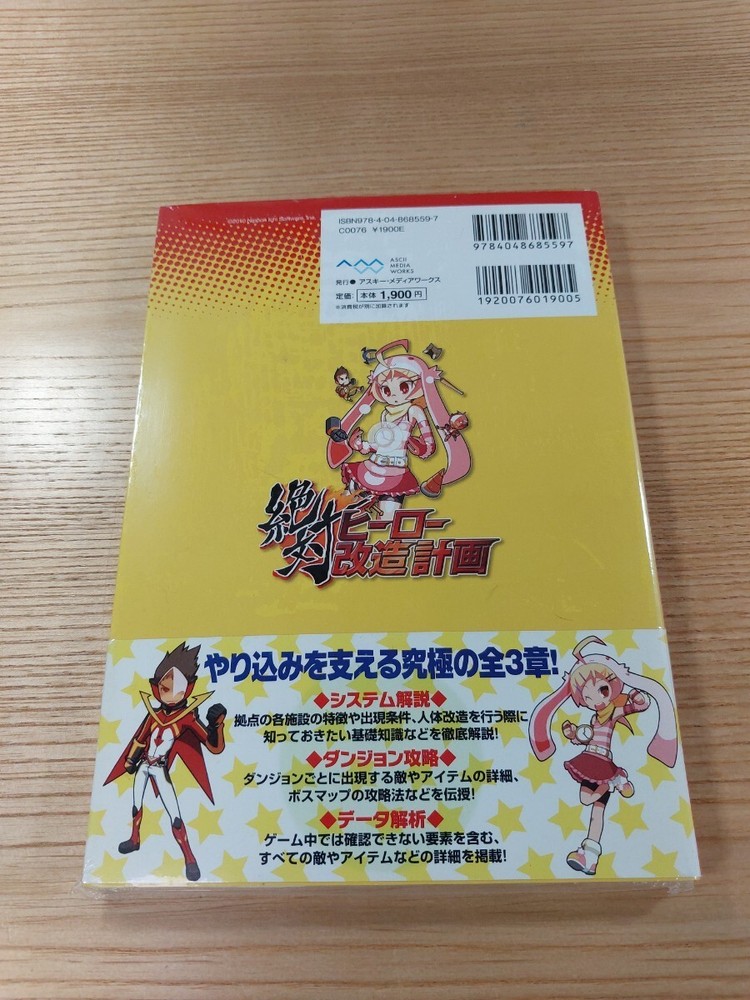 ©2010 Nippon Ichi Software, Inc.
ISBN978-4-04-868559-7
C0076 ¥1900E
ASCII
MEDIA
WORKS
発行● アスキー・メディアワークス
定価： 本体 1,900 円
※消費税が別に加算されます
9784048685597
1920076019005
絶対ヒーロー
改造計画
やり込みを支える究極の全3章!
◆システム解説◆
拠点の各施設の特徴や出現条件、人体改造を行う際に
知っておきたい基礎知識などを徹底解説!
◆ダンジョン攻略◆
ダンジョンごとに出現する敵やアイテムの詳細、
ボスマップの攻略法などを伝授!
◆データ解析◆
ゲーム中では確認できない要素を含む、
すべての敵やアイテムなどの詳細を掲載!